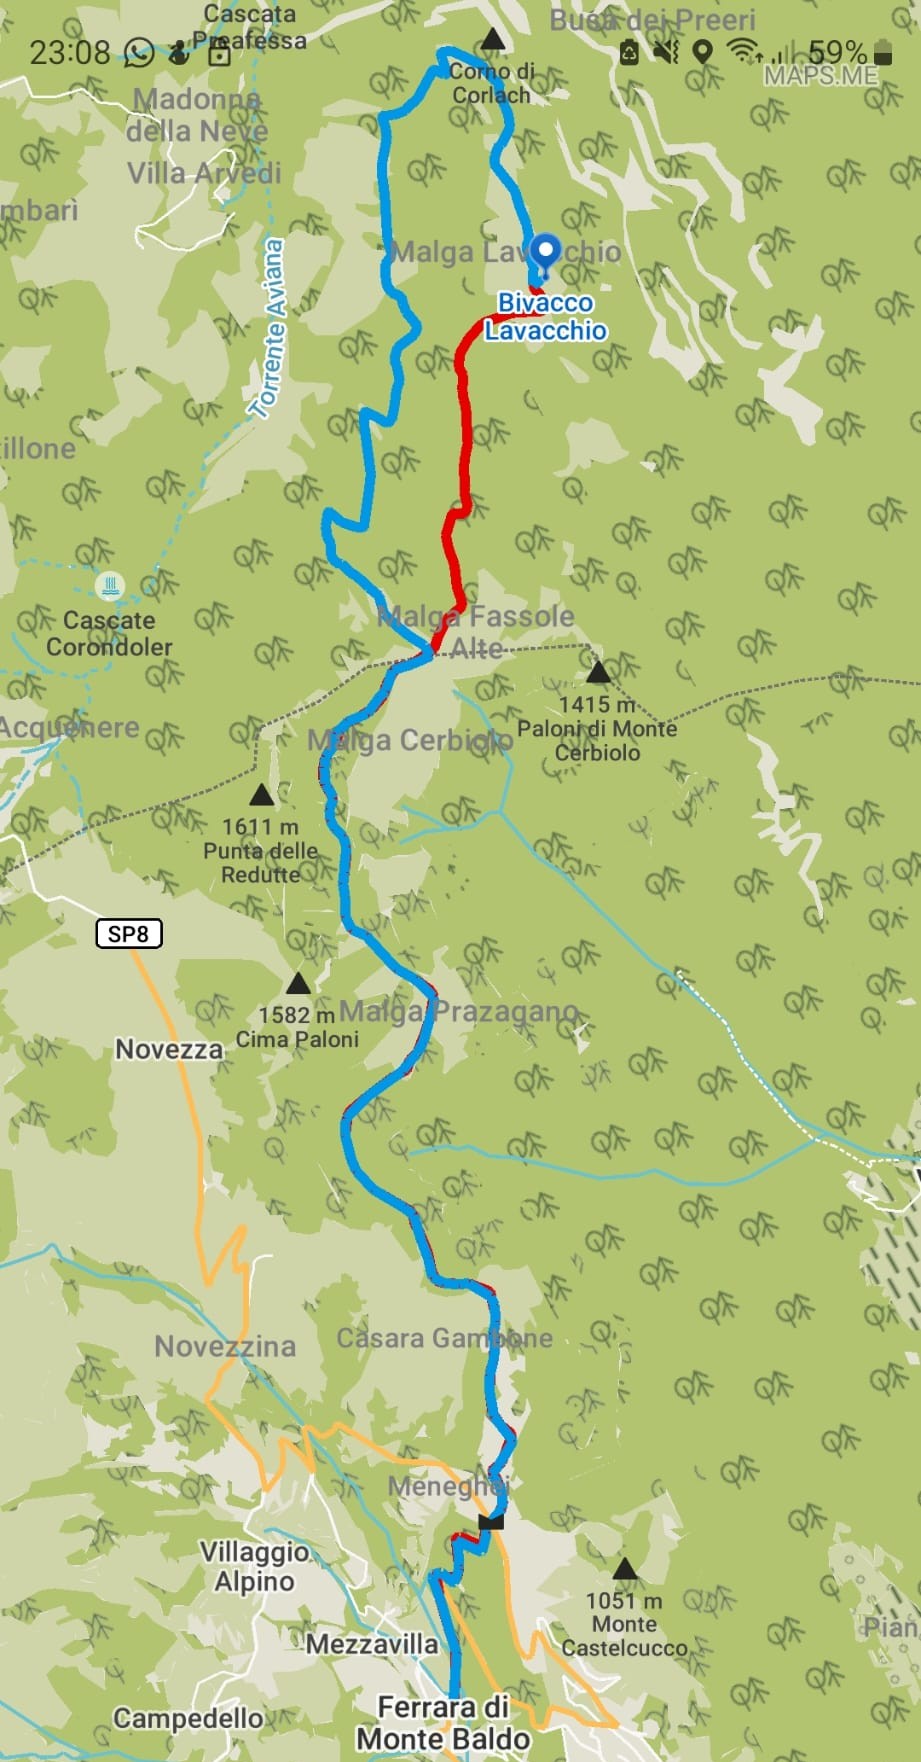 Cascata
Preafessa
Busa dei Preeri
23:08
59%
MAPS.ME
Corno di
Corlach
Madonna
della Neve
Villa Arvedi
mbari
Torrente Aviana
Malga Lavacchio
Bivacco
Lavacchio
illone
Cascate
Corondoler
Malga Fassole
Alte
1415 m
Paloni di Monte
Cerbiolo
Acquenere
Malga Cerbiolo
1611 m
Punta delle
Redutte
SP8
1582 m
Cima Paloni
Malga Prazagano
Novezza
Novezzina
Casara Gambone
Meneghei
Villaggio
Alpino
1051 m
Monte
Castelcucco
Pian
Mezzavilla
Campedello
Ferrara di
Monte Baldo